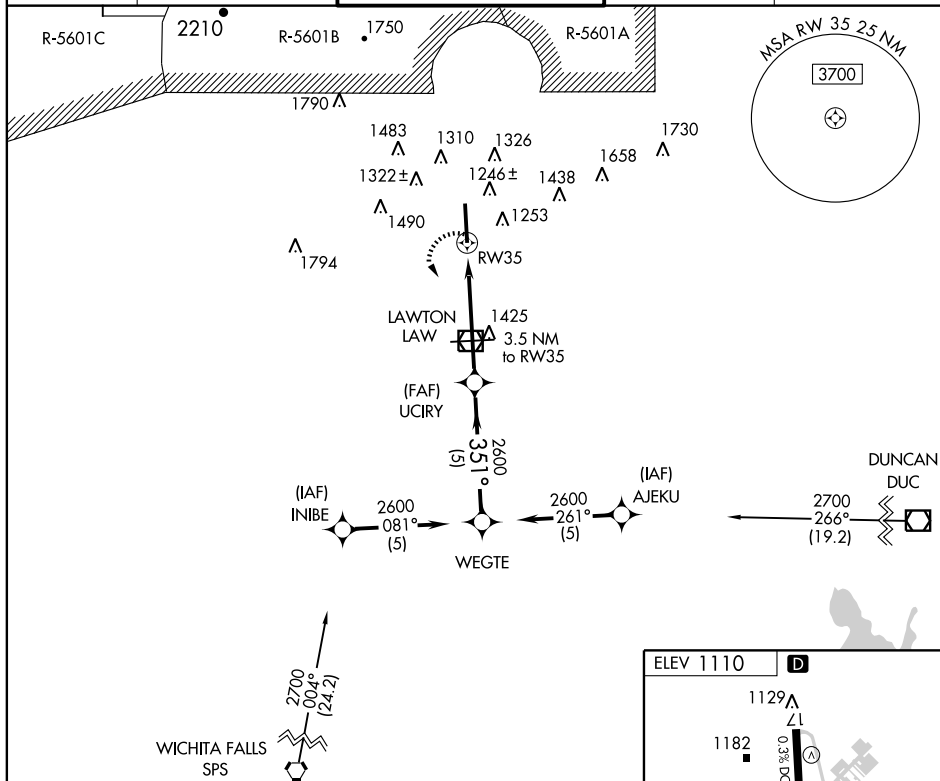 R-5601C
2210
R-5601B
1750
R-5601A
MSA RW 35 25 NM
3700
1790
1483
1310
1326
1730
1322±
1246±
1438
1658
1490
1253
1794
RW35
LAWTON
LAW
1425
3.5 NM
to RW35
(FAF)
UCIRY
2600
351°
(5)
(IAF)
INIBE
2600
081°
(5)
WEGTE
2600
261°
(5)
(IAF)
AJEKU
DUNCAN
DUC
2700
266°
(19.2)
2700
004°
(24.2)
WICHITA FALLS
SPS
ELEV 1110
D
1129
17
1182
V